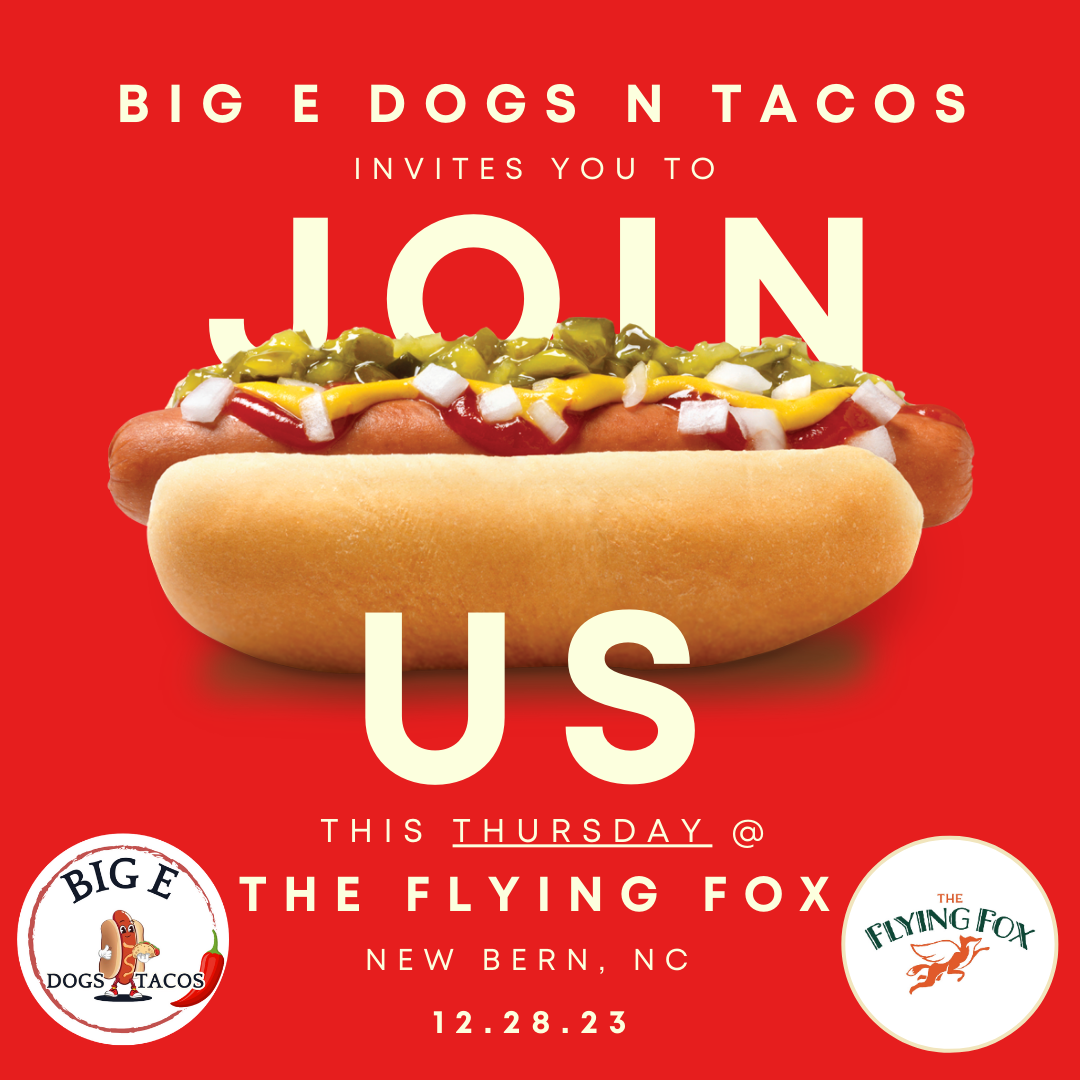 BIG E DOGS N TACOS
INVITES YOU TO
JOIN
US
THIS THURSDAY @
THE FLYING FOX
NEW BERN, NC
12.28.23
BIG E
DOGS TACOS
THE
FLYING FOX